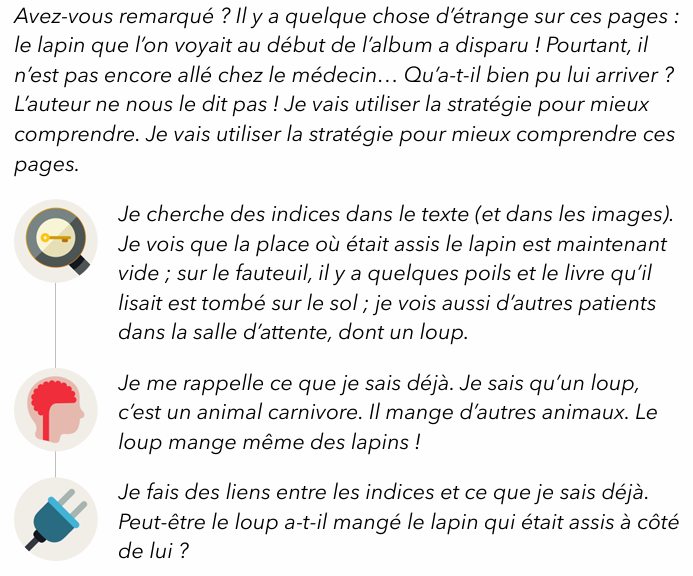 Avez-vous remarqué ? Il y a quelque chose d’étrange sur ces pages :
le lapin que l’on voyait au début de l’album a disparu ! Pourtant, il
n’est pas encore allé chez le médecin… Qu’a-t-il bien pu lui arriver ?
L’auteur ne nous le dit pas ! Je vais utiliser la stratégie pour mieux
comprendre. Je vais utiliser la stratégie pour mieux comprendre ces
pages.
Je cherche des indices dans le texte (et dans les images).
Je vois que la place où était assis le lapin est maintenant
vide ; sur le fauteuil, il y a quelques poils et le livre qu’il
lisait est tombé sur le sol ; je vois aussi d’autres patients
dans la salle d’attente, dont un loup.
Je me rappelle ce que je sais déjà. Je sais qu’un loup,
c’est un animal carnivore. Il mange d’autres animaux. Le
loup mange même des lapins !
Je fais des liens entre les indices et ce que je sais déjà.
Peut-être le loup a-t-il mangé le lapin qui était assis à côté
de lui ?